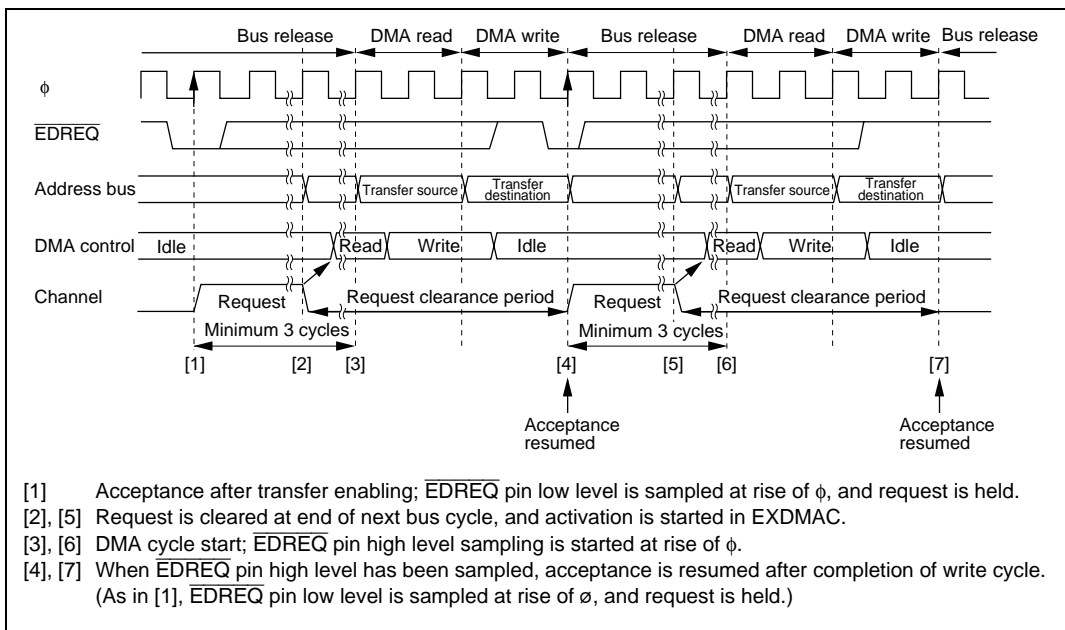 Bus release DMA read DMA write Bus release DMA read DMA write Bus release
φ
EDREQ
Address bus Transfer source Transfer destination Transfer source Transfer destination
DMA control Idle Read Write Idle Read Write Idle
Channel Request Request clearance period Request Request clearance period
Minimum 3 cycles Minimum 3 cycles
[1] [2] [3] [4] [5] [6] [7]
Acceptance resumed Acceptance resumed
[1] Acceptance after transfer enabling; EDREQ pin low level is sampled at rise of φ, and request is held.
[2], [5] Request is cleared at end of next bus cycle, and activation is started in EXDMAC.
[3], [6] DMA cycle start; EDREQ pin high level sampling is started at rise of φ.
[4], [7] When EDREQ pin high level has been sampled, acceptance is resumed after completion of write cycle.
(As in [1], EDREQ pin low level is sampled at rise of ø, and request is held.)